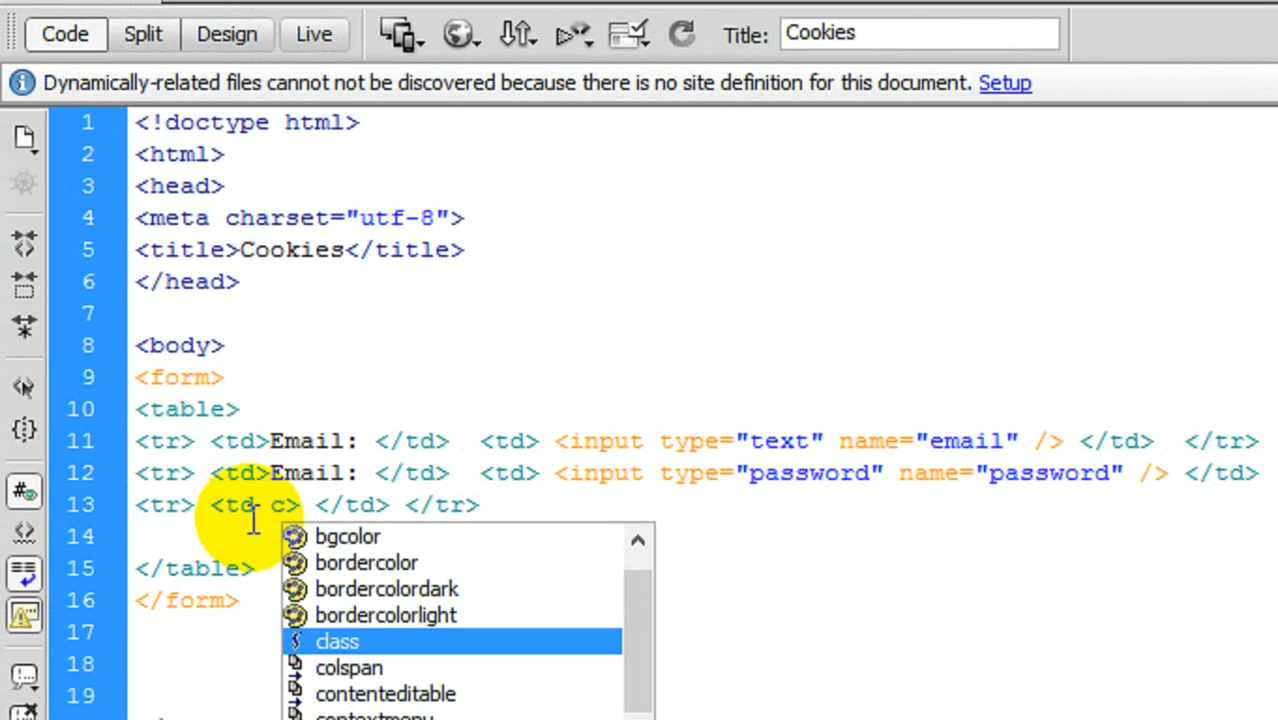 Code Split Design Live Title: Cookies
Dynamically-related files cannot not be discovered because there is no site definition for this document. Setup
1 <!doctype html>
2 <html>
3 <head>
4 <meta charset="utf-8">
5 <title>Cookies</title>
6 </head>
7
8 <body>
9 <form>
10 <table>
11 <tr> <td>Email: </td>  <td> <input type="text" name="email" /> </td>  </tr>
12 <tr> <td>Email: </td>  <td> <input type="password" name="password" /> </td>
13 <tr> <td c> </td> </tr>
14
bgcolor
bordercolor
15 </table>
bordercolordark
16 </form>
bordercolorlight
17
class
18
colspan
19
contenteditable
contextmenu